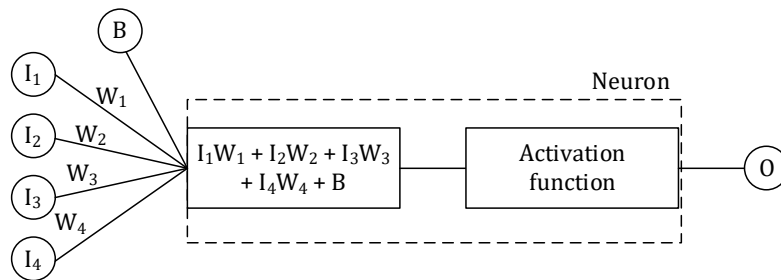 B
I₁
W₁
Neuron
I₂
W₂
I₁W₁ + I₂W₂ + I₃W₃
+ I₄W₄ + B
Activation
function
O
W₃
I₃
W₄
I₄